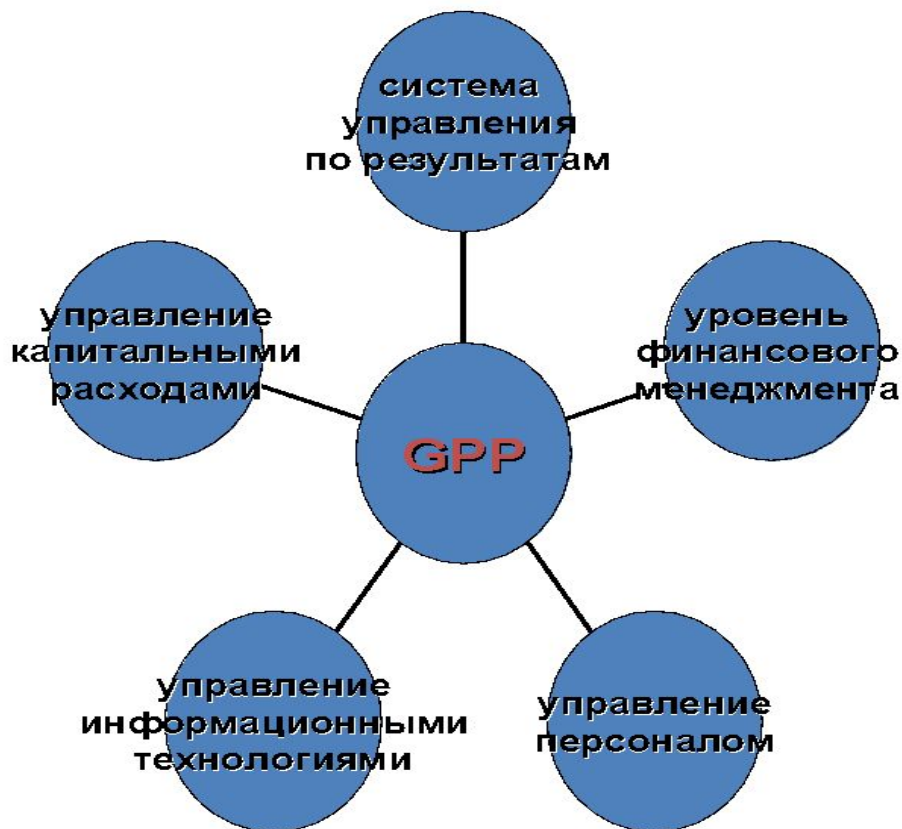 система
управления
по результатам
управление
капитальными
расходами
уровень
финансового
менеджмента
GPP
управление
информационными
технологиями
управление
персоналом